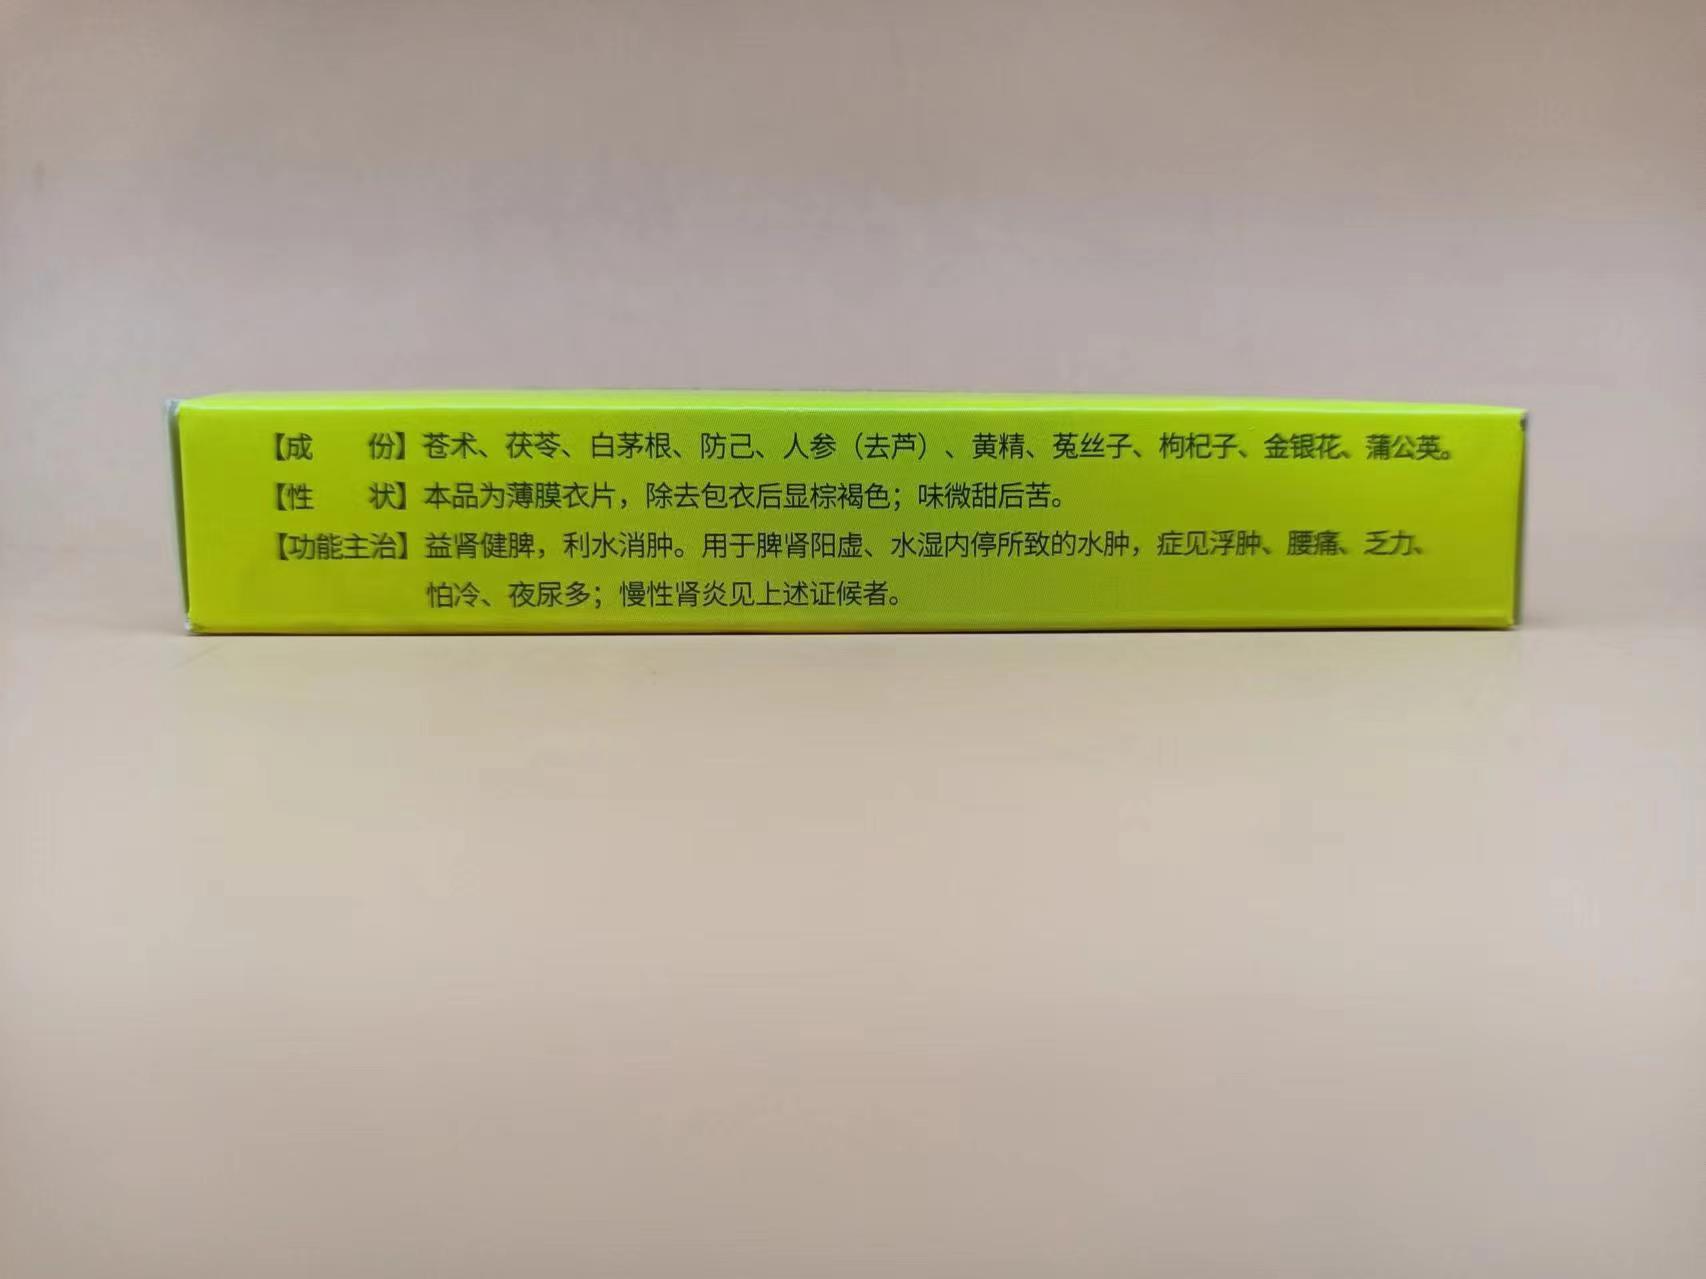 【成　　份】苍术、茯苓、白茅根、防己、人参（去芦）、黄精、菟丝子、枸杞子、金银花、蒲公英。
【性　　状】本品为薄膜衣片，除去包衣后显棕褐色；味微甜后苦。
【功能主治】益肾健脾，利水消肿。用于脾肾阳虚、水湿内停所致的水肿，症见浮肿、腰痛、乏力、
怕冷、夜尿多；慢性肾炎见上述证候者。